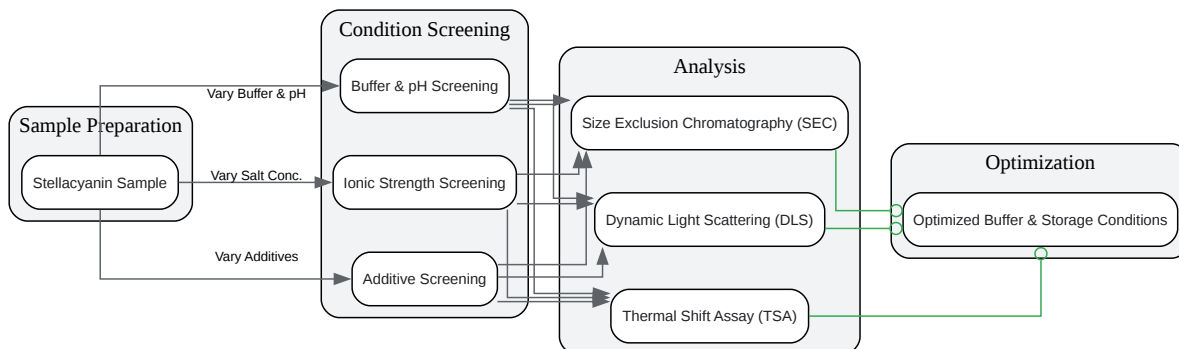 Sample Preparation
Stellacyanin Sample
Vary Buffer & pH
Vary Salt Conc.
Vary Additives
Condition Screening
Buffer & pH Screening
Ionic Strength Screening
Additive Screening
Analysis
Size Exclusion Chromatography (SEC)
Dynamic Light Scattering (DLS)
Thermal Shift Assay (TSA)
Optimization
Optimized Buffer & Storage Conditions